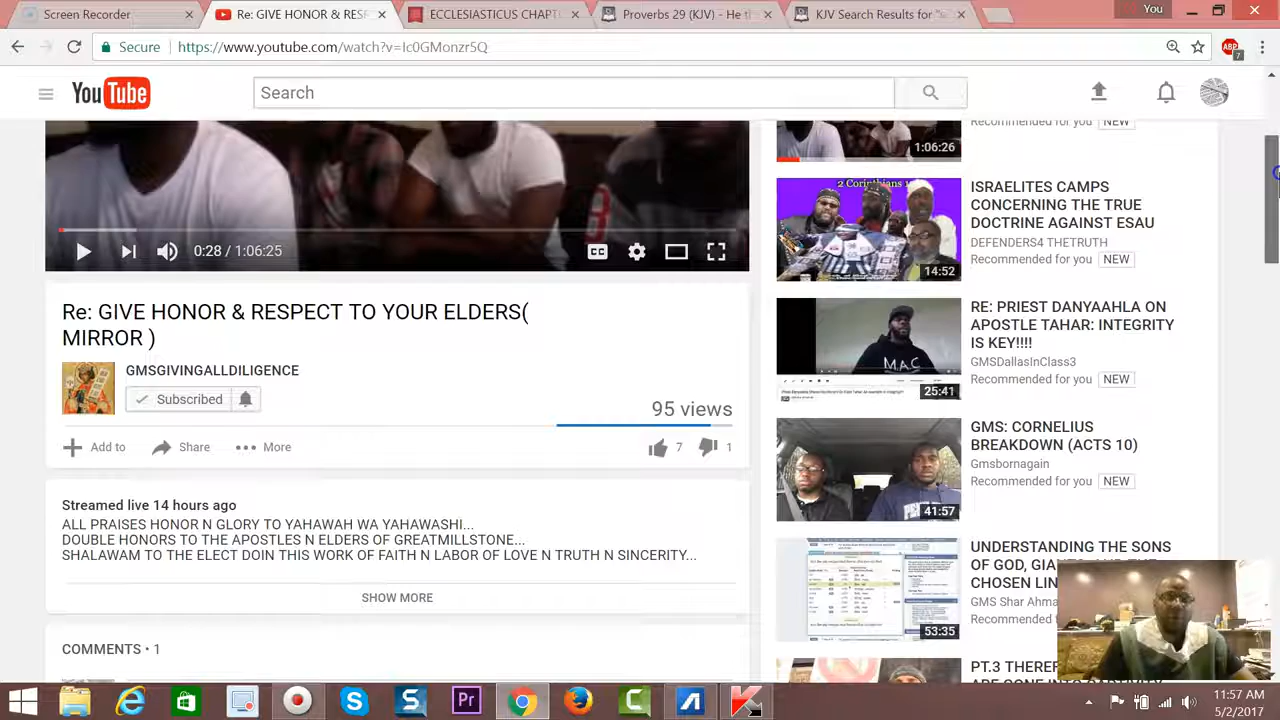 Screen Recorder
Re: GIVE HONOR & RESP
ECCLESIASTICUS CHAPT
Proverbs 29 (KJV) - He th
KJV Search Results for "
You
Secure
https://www.youtube.com/watch?v=Ic0GMonzr5Q
ABP
7
YouTube
Search
0:28 / 1:06:25
CC
Re: GIVE HONOR & RESPECT TO YOUR ELDERS(
MIRROR )
GMSGIVINGALLDILIGENCE
Subscribed
95 views
Add to
Share
More
7
1
Streamed live 14 hours ago
ALL PRAISES HONOR N GLORY TO YAHAWAH WA YAHAWASHI...
DOUBLE HONORS TO THE APOSTLES N ELDERS OF GREATMILLSTONE...
SHALAWAM TO THE ELECT DOIN THIS WORK OF FAITH N LABOR OF LOVE N TRUTH N SINCERITY...
SHOW MORE
COMMENTS • 1
Recommended for you NEW
1:06:26
2 Corinthians 1
14:52
ISRAELITES CAMPS
CONCERNING THE TRUE
DOCTRINE AGAINST ESAU
DEFENDERS4 THETRUTH
Recommended for you NEW
M.A.C
25:41
RE: PRIEST DANYAAHLA ON
APOSTLE TAHAR: INTEGRITY
IS KEY!!!!
GMSDallasInClass3
Recommended for you NEW
41:57
GMS: CORNELIUS
BREAKDOWN (ACTS 10)
Gmsbornagain
Recommended for you NEW
53:35
UNDERSTANDING THE SONS
OF GOD,
CHOSEN LIN
GMS Shar Ahma
Recommended f
PT.3 THEREF
ARE GONE INTO CAPTIVITY
Pr
11:57 AM
5/2/2017